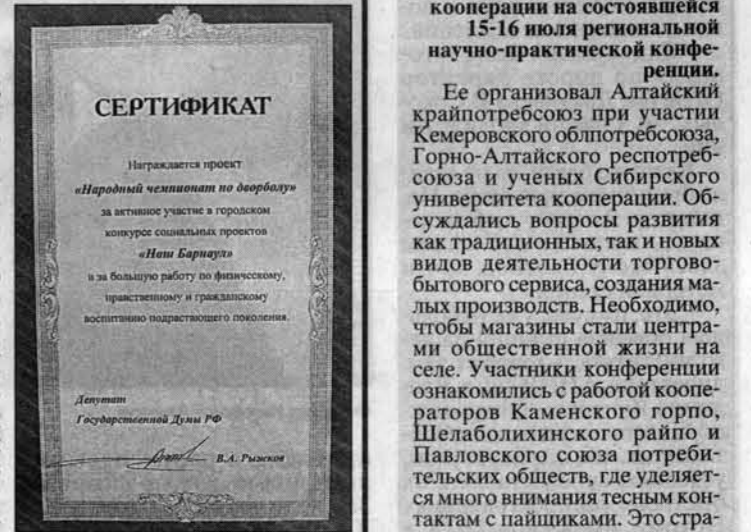 СЕРТИФИКАТ
Награждается проект
«Народный чемпионат по дворболу»
за активное участие в городском
конкурсе социальных проектов
«Наш Барнаул»
и за большую работу по физическому,
нравственному и гражданскому
воспитанию подрастающего поколения.
Депутат
Государственной Думы РФ
В.А. Рыжков
кооперации на состоявшейся
15-16 июля региональной
научно-практической конфе-
ренции.
Ее организовал Алтайский
крайпотребсоюз при участии
Кемеровского облпотребсоюза,
Горно-Алтайского респотреб-
союза и ученых Сибирского
университета кооперации. Об-
суждались вопросы развития
как традиционных, так и новых
видов деятельности торгово-
бытового сервиса, создания ма-
лых производств. Необходимо,
чтобы магазины стали центра-
ми общественной жизни на
селе. Участники конференции
ознакомились с работой коопе-
раторов Каменского горпо,
Шелаболихинского райпо и
Павловского союза потреби-
тельских обществ, где уделяет-
ся много внимания тесным кон-
тактам с пайщиками. Это стра-